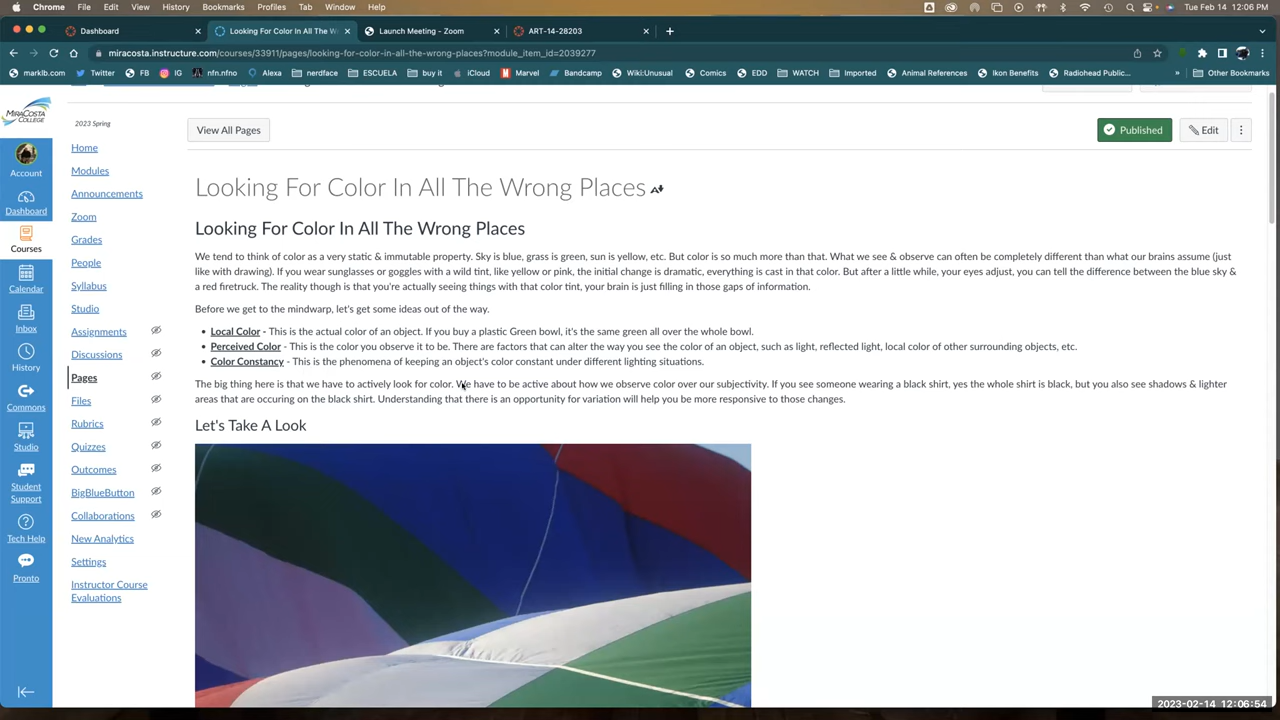 Chrome File Edit View History Bookmarks Profiles Tab Window Help
Tue Feb 14 12:06 PM
Dashboard
Looking For Color In All The W
Launch Meeting - Zoom
ART-14-28203
miracosta.instructure.com/courses/33911/pages/looking-for-color-in-all-the-wrong-places?module_item_id=2039277
marklb.com Twitter FB IG nfn.nfno Alexa nerdface ESCUELA buy it iCloud Marvel Bandcamp Wiki:Unusual Comics EDD WATCH Imported Animal References Ikon Benefits Radiohead Public... » Other Bookmarks
MIRACOSTA
COLLEGE
Account
Dashboard
Courses
Calendar
Inbox
History
Commons
Studio
Student
Support
Tech Help
Pronto
2023 Spring
Home
Modules
Announcements
Zoom
Grades
People
Syllabus
Studio
Assignments
Discussions
Pages
Files
Rubrics
Quizzes
Outcomes
BigBlueButton
Collaborations
New Analytics
Settings
Instructor Course
Evaluations
View All Pages
Published
Edit
Looking For Color In All The Wrong Places
Looking For Color In All The Wrong Places
We tend to think of color as a very static & immutable property. Sky is blue, grass is green, sun is yellow, etc. But color is so much more than that. What we see & observe can often be completely different than what our brains assume (just
like with drawing). If you wear sunglasses or goggles with a wild tint, like yellow or pink, the initial change is dramatic, everything is cast in that color. But after a little while, your eyes adjust, you can tell the difference between the blue sky &
a red firetruck. The reality though is that you're actually seeing things with that color tint, your brain is just filling in those gaps of information.
Before we get to the mindwarp, let's get some ideas out of the way.
• Local Color - This is the actual color of an object. If you buy a plastic Green bowl, it's the same green all over the whole bowl.
• Perceived Color - This is the color you observe it to be. There are factors that can alter the way you see the color of an object, such as light, reflected light, local color of other surrounding objects, etc.
• Color Constancy - This is the phenomena of keeping an object's color constant under different lighting situations.
The big thing here is that we have to actively look for color. We have to be active about how we observe color over our subjectivity. If you see someone wearing a black shirt, yes the whole shirt is black, but you also see shadows & lighter
areas that are occuring on the black shirt. Understanding that there is an opportunity for variation will help you be more responsive to those changes.
Let's Take A Look
2023-02-14 12:06:54